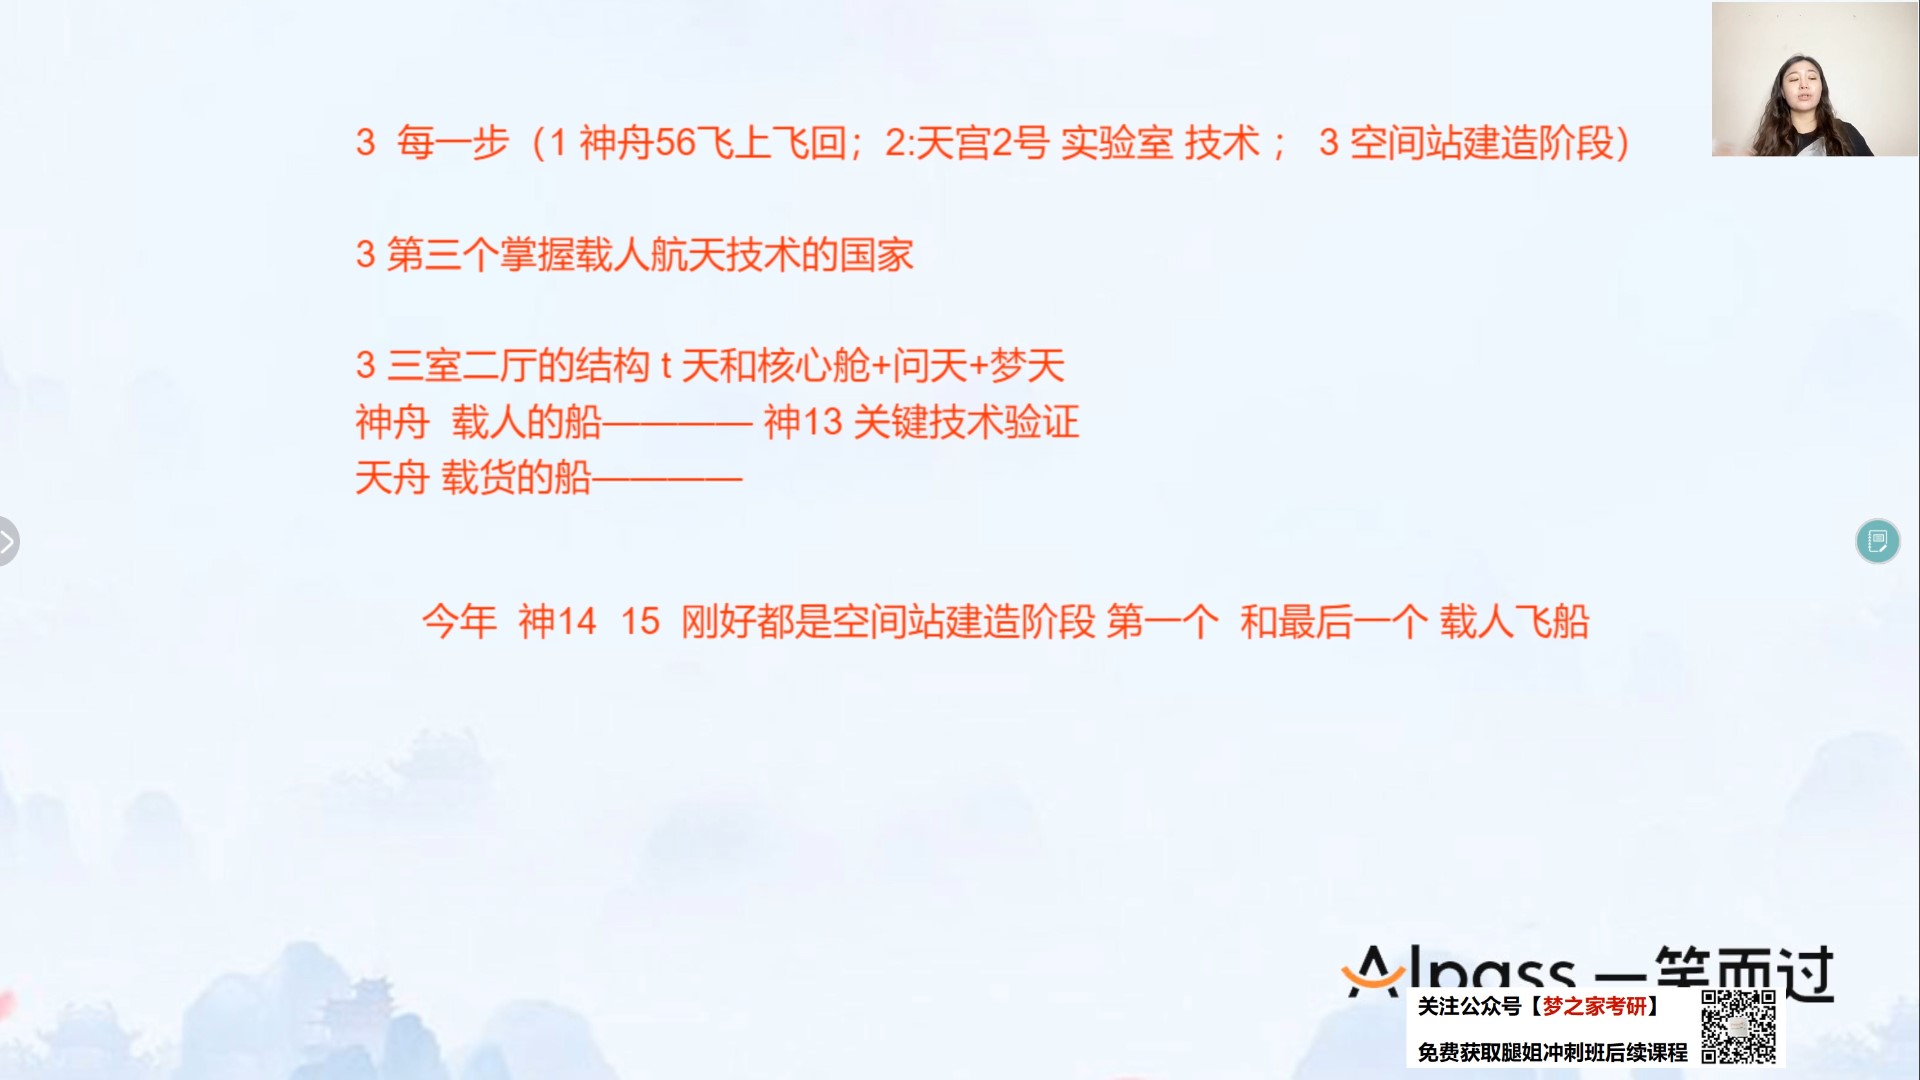 3 每一步（1 神舟56飞上飞回；2:天宫2号 实验室 技术； 3 空间站建造阶段）
3 第三个掌握载人航天技术的国家
3 三室二厅的结构 t 天和核心舱+问天+梦天
神舟 载人的船———— 神13 关键技术验证
天舟 载货的船————
今年 神14 15 刚好都是空间站建造阶段 第一个 和最后一个 载人飞船
AIpass 一笑而过
关注公众号【梦之家考研】
免费获取腿姐冲刺班后续课程